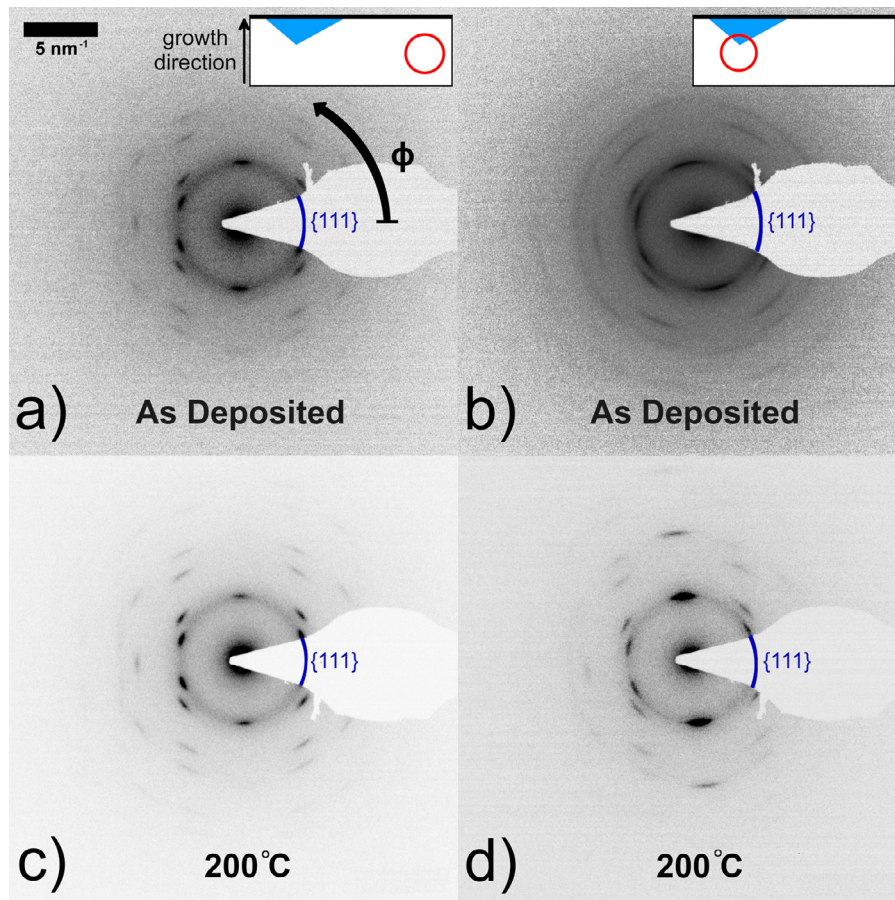 5 nm⁻¹
growth
direction
ϕ
{111}
{111}
a)
As Deposited
b)
As Deposited
{111}
{111}
c)
200°C
d)
200°C